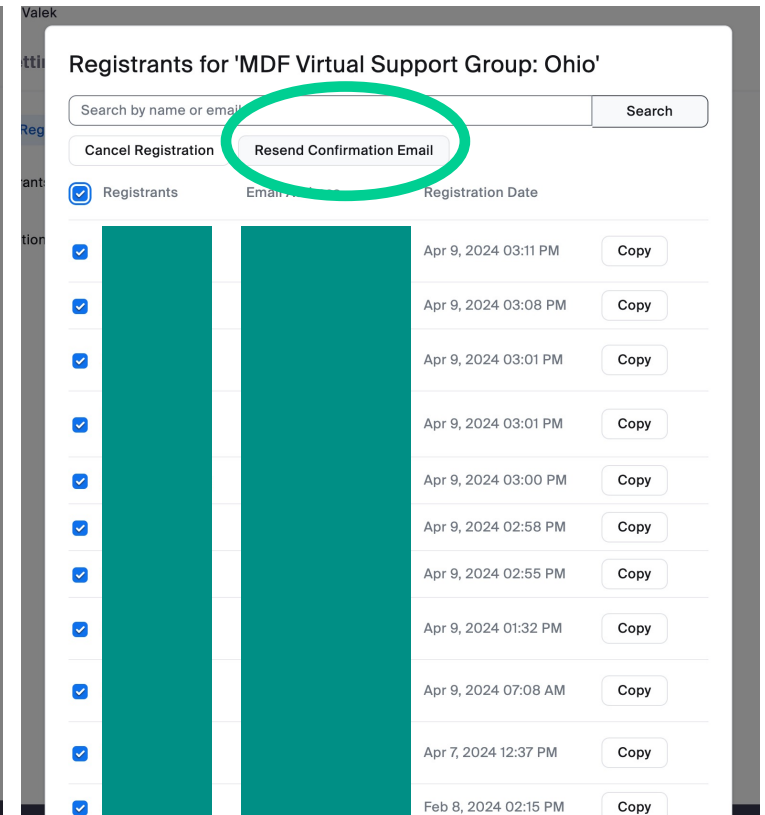 Valek
ttin
Registrants for 'MDF Virtual Support Group: Ohio'
Search by name or email
Search
Reg
Cancel Registration
Resend Confirmation Email
rant
Registrants
Email
Registration Date
tion
Apr 9, 2024 03:11 PM
Copy
Apr 9, 2024 03:08 PM
Copy
Apr 9, 2024 03:01 PM
Copy
Apr 9, 2024 03:01 PM
Copy
Apr 9, 2024 03:00 PM
Copy
Apr 9, 2024 02:58 PM
Copy
Apr 9, 2024 02:55 PM
Copy
Apr 9, 2024 01:32 PM
Copy
Apr 9, 2024 07:08 AM
Copy
Apr 7, 2024 12:37 PM
Copy
Feb 8, 2024 02:15 PM
Copy